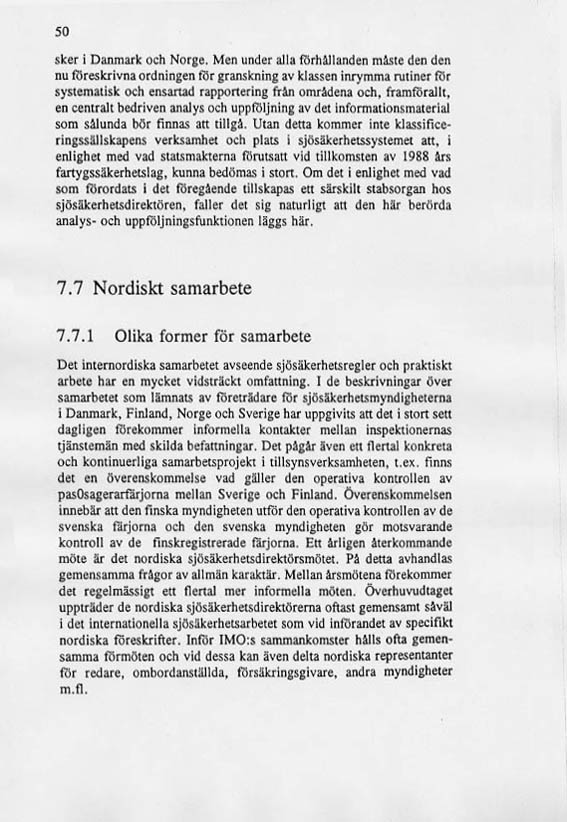 50
sker i Danmark och Norge. Men under alla förhållanden måste den den
nu föreskrivna ordningen för granskning av klassen inrymma rutiner för
systematisk och ensartad rapportering från områdena och, framförallt,
en centralt bedriven analys och uppföljning av det informationsmaterial
som sålunda bör finnas att tillgå. Utan detta kommer inte klassifice-
ringssällskapens verksamhet och plats i sjösäkerhetssystemet att, i
enlighet med vad statsmakterna förutsatt vid tillkomsten av 1988 års
fartygssäkerhetslag, kunna bedömas i stort. Om det i enlighet med vad
som förordats i det föregående tillskapas ett särskilt stabsorgan hos
sjösäkerhetsdirektören, faller det sig naturligt att den här berörda
analys- och uppföljningsfunktionen läggs här.
7.7 Nordiskt samarbete
7.7.1 Olika former för samarbete
Det internordiska samarbetet avseende sjösäkerhetsregler och praktiskt
arbete har en mycket vidsträckt omfattning. I de beskrivningar över
samarbetet som lämnats av företrädare för sjösäkerhetsmyndigheterna
i Danmark, Finland, Norge och Sverige har uppgivits att det i stort sett
dagligen förekommer informella kontakter mellan inspektionernas
tjänstemän med skilda befattningar. Det pågår även ett flertal konkreta
och kontinuerliga samarbetsprojekt i tillsynsverksamheten, t.ex. finns
det en överenskommelse vad gäller den operativa kontrollen av
pasOsagerarfärjorna mellan Sverige och Finland. Överenskommelsen
innebär att den finska myndigheten utför den operativa kontrollen av de
svenska färjorna och den svenska myndigheten gör motsvarande
kontroll av de finskregistrerade färjorna. Ett årligen återkommande
möte är det nordiska sjösäkerhetsdirektörsmötet. På detta avhandlas
gemensamma frågor av allmän karaktär. Mellan årsmötena förekommer
det regelmässigt ett flertal mer informella möten. Överhuvudtaget
uppträder de nordiska sjösäkerhetsdirektörerna oftast gemensamt såväl
i det internationella sjösäkerhetsarbetet som vid införandet av specifikt
nordiska föreskrifter. Inför IMO:s sammankomster hålls ofta gemen-
samma förmöten och vid dessa kan även delta nordiska representanter
för redare, ombordanställda, försäkringsgivare, andra myndigheter
m.fl.